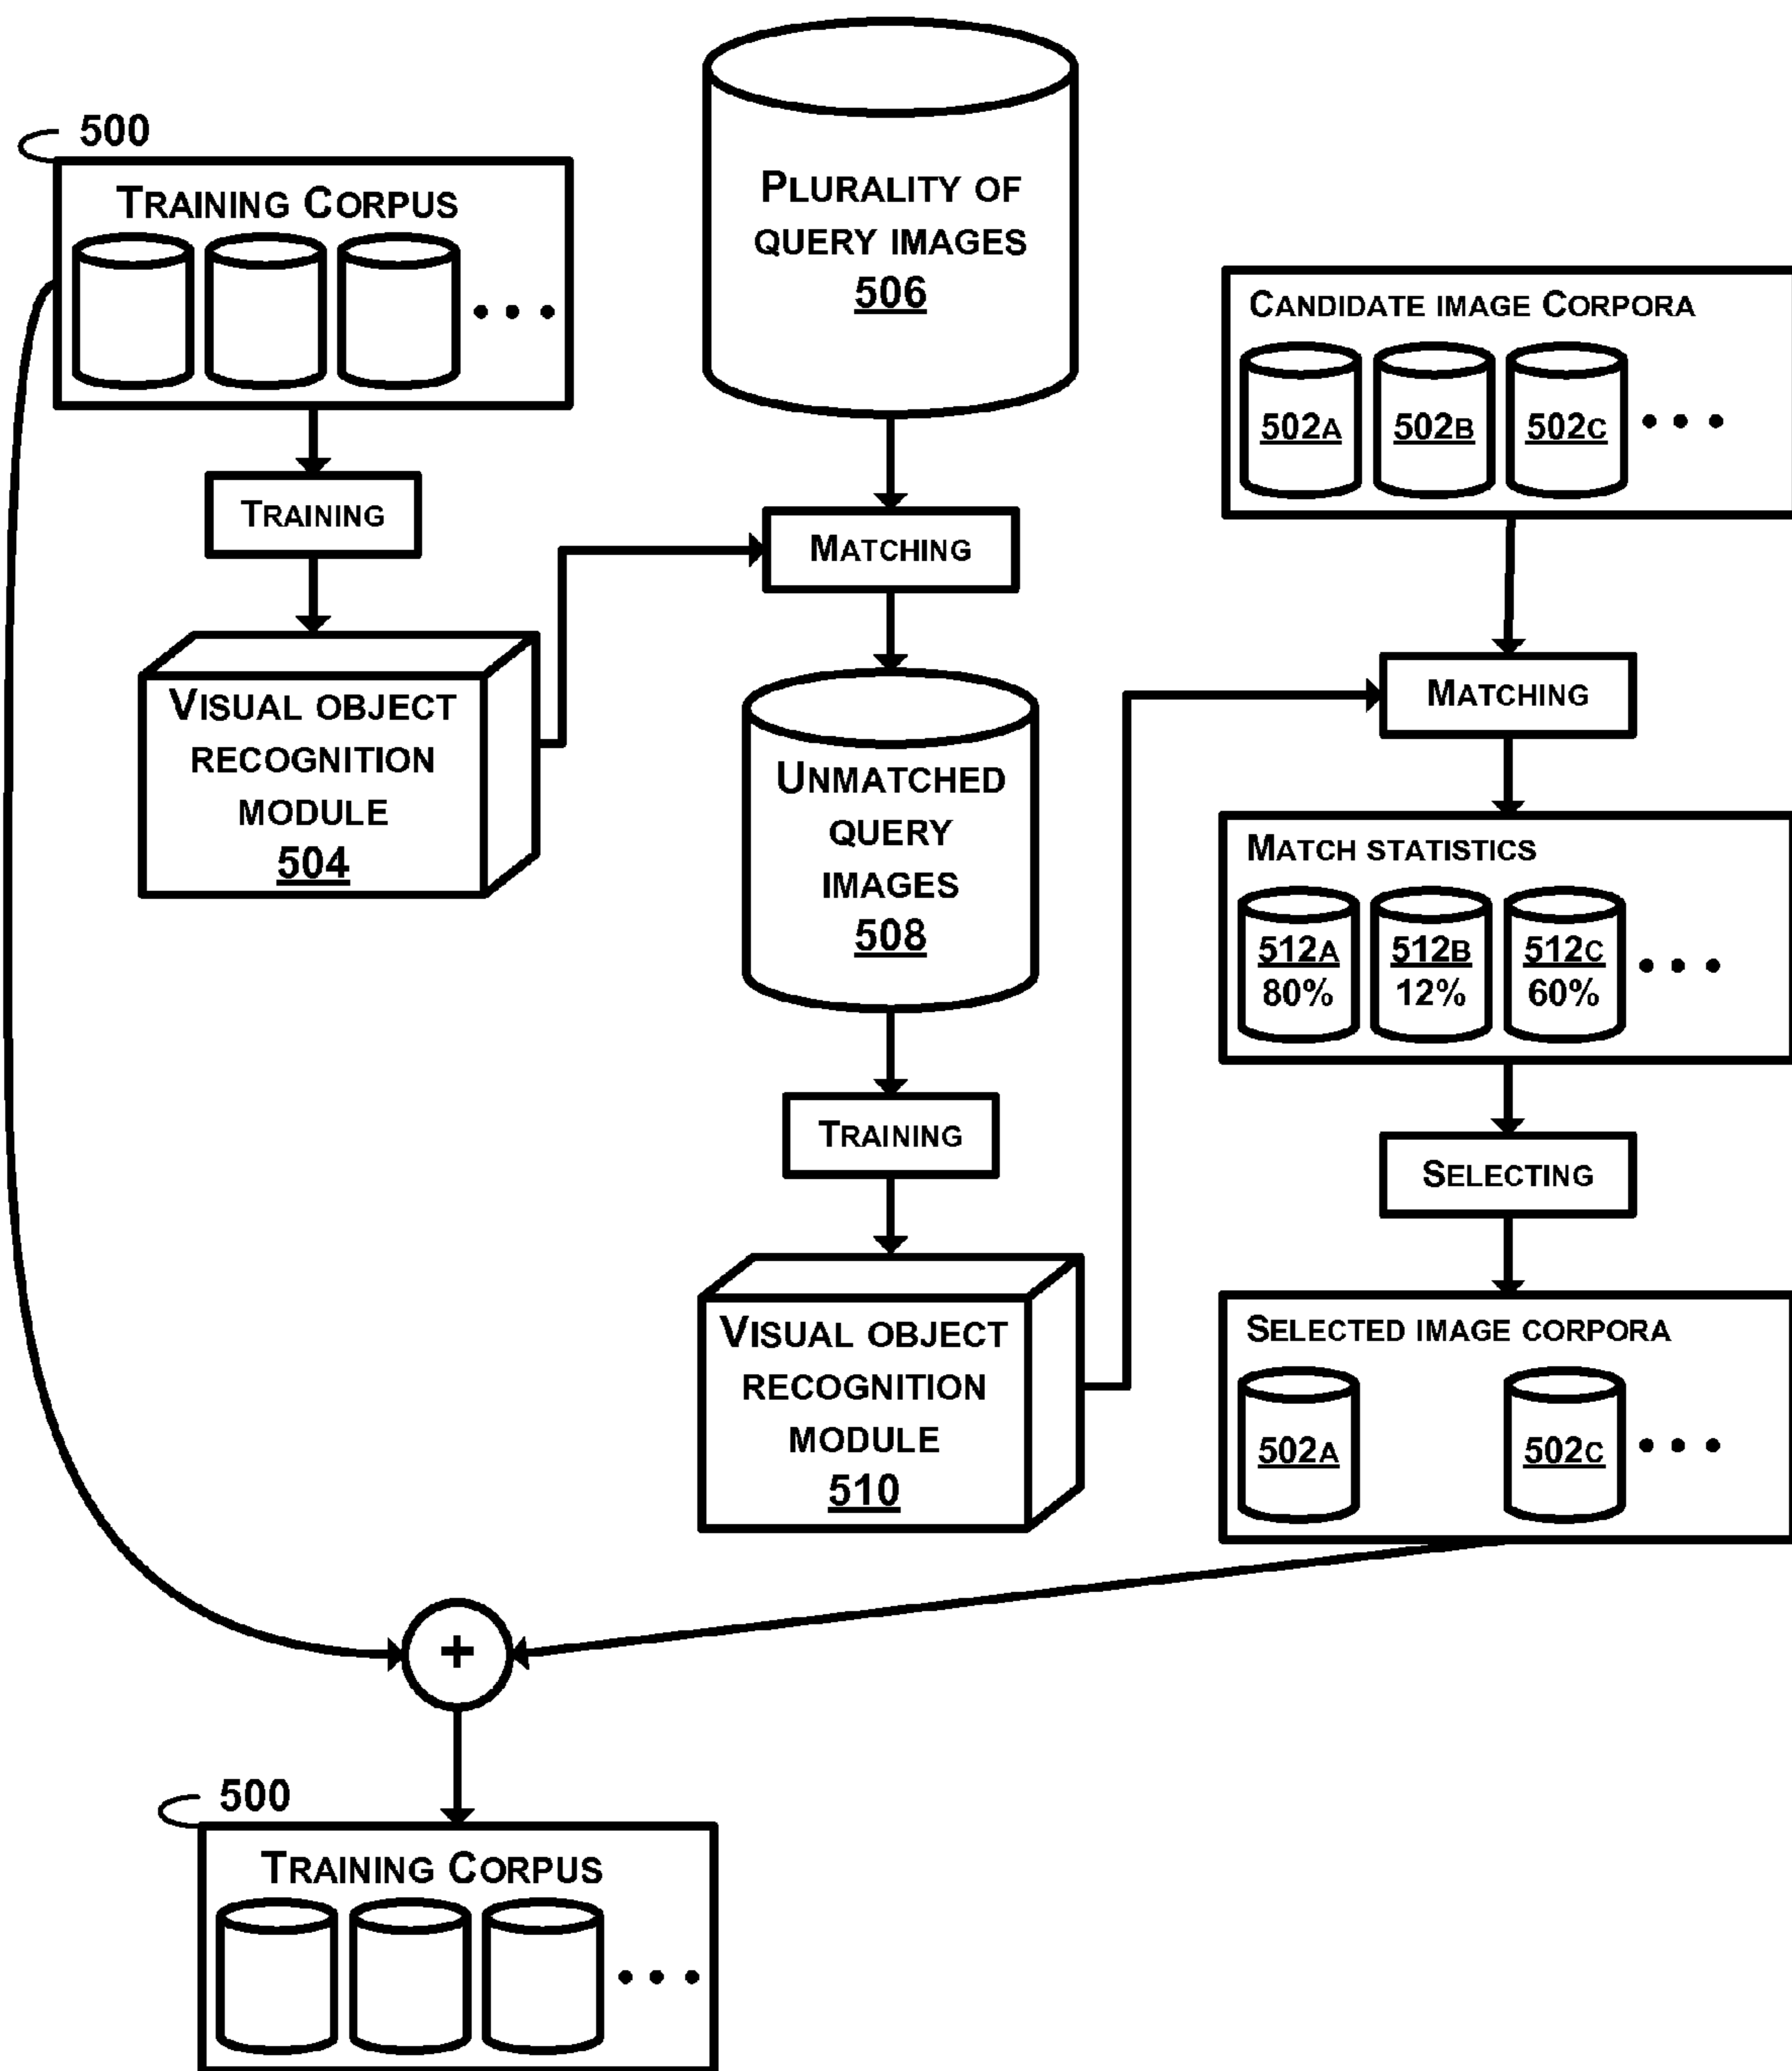 500
TRAINING CORPUS
TRAINING
VISUAL OBJECT
RECOGNITION
MODULE
504
PLURALITY OF
QUERY IMAGES
506
MATCHING
UNMATCHED
QUERY
IMAGES
508
TRAINING
VISUAL OBJECT
RECOGNITION
MODULE
510
CANDIDATE IMAGE CORPORA
502A 502B 502C
MATCHING
MATCH STATISTICS
512A 512B 512C
80% 12% 60%
SELECTING
SELECTED IMAGE CORPORA
502A 502C
+
500
TRAINING CORPUS